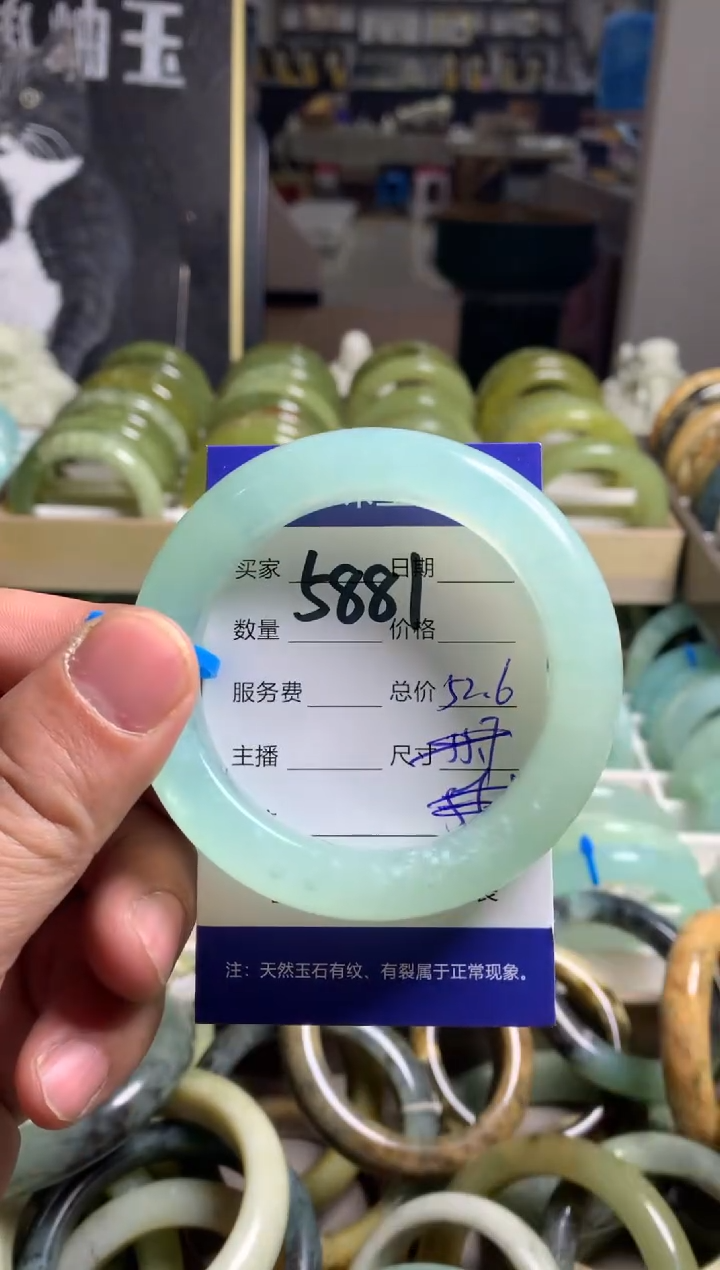 岫玉
5881
买家 日期
数量 价格
服务费 总价 52.6
主播 尺寸
注：天然玉石有纹、有裂属于正常现象。